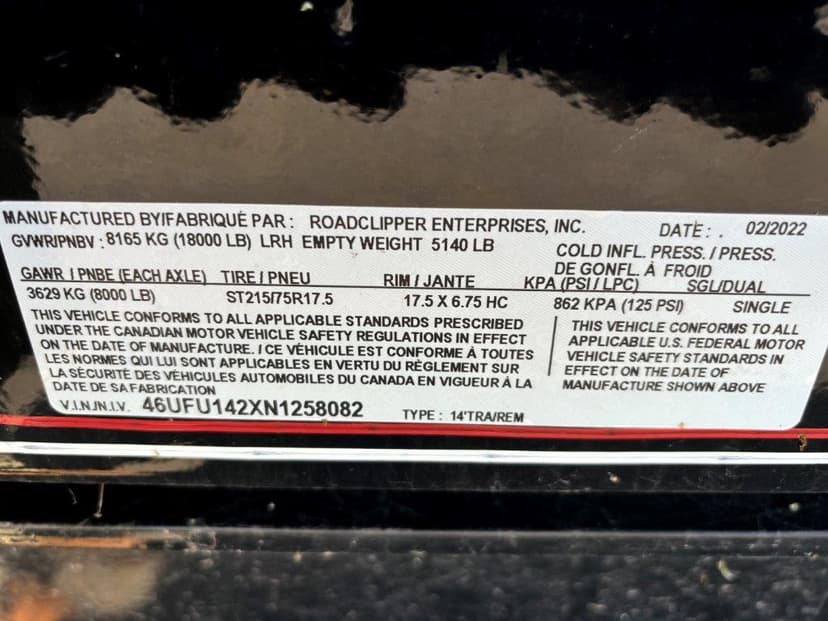 MANUFACTURED BY/FABRIQUÉ PAR : ROADCLIPPER ENTERPRISES, INC. DATE: . 02/2022
GVWR/PNBV : 8165 KG (18000 LB) LRH EMPTY WEIGHT 5140 LB
COLD INFL. PRESS. / PRESS.
DE GONFL. À FROID
GAWR / PNBE (EACH AXLE) TIRE / PNEU RIM / JANTE KPA (PSI / LPC) SGL/DUAL
3629 KG (8000 LB) ST215/75R17.5 17.5 X 6.75 HC 862 KPA (125 PSI) SINGLE
THIS VEHICLE CONFORMS TO ALL APPLICABLE STANDARDS PRESCRIBED
UNDER THE CANADIAN MOTOR VEHICLE SAFETY REGULATIONS IN EFFECT
ON THE DATE OF MANUFACTURE. / CE VÉHICULE EST CONFORME À TOUTES
LES NORMES QUI LUI SONT APPLICABLES EN VERTU DU RÉGLEMENT SUR
LA SÉCURITÉ DES VÉHICULES AUTOMOBILES DU CANADA EN VIGUEUR À LA
DATE DE SA FABRICATION
THIS VEHICLE CONFORMS TO ALL
APPLICABLE U.S. FEDERAL MOTOR
VEHICLE SAFETY STANDARDS IN
EFFECT ON THE DATE OF
MANUFACTURE SHOWN ABOVE
V.I.N./N.I.V. 46UFU142XN1258082 TYPE : 14'TRA/REM